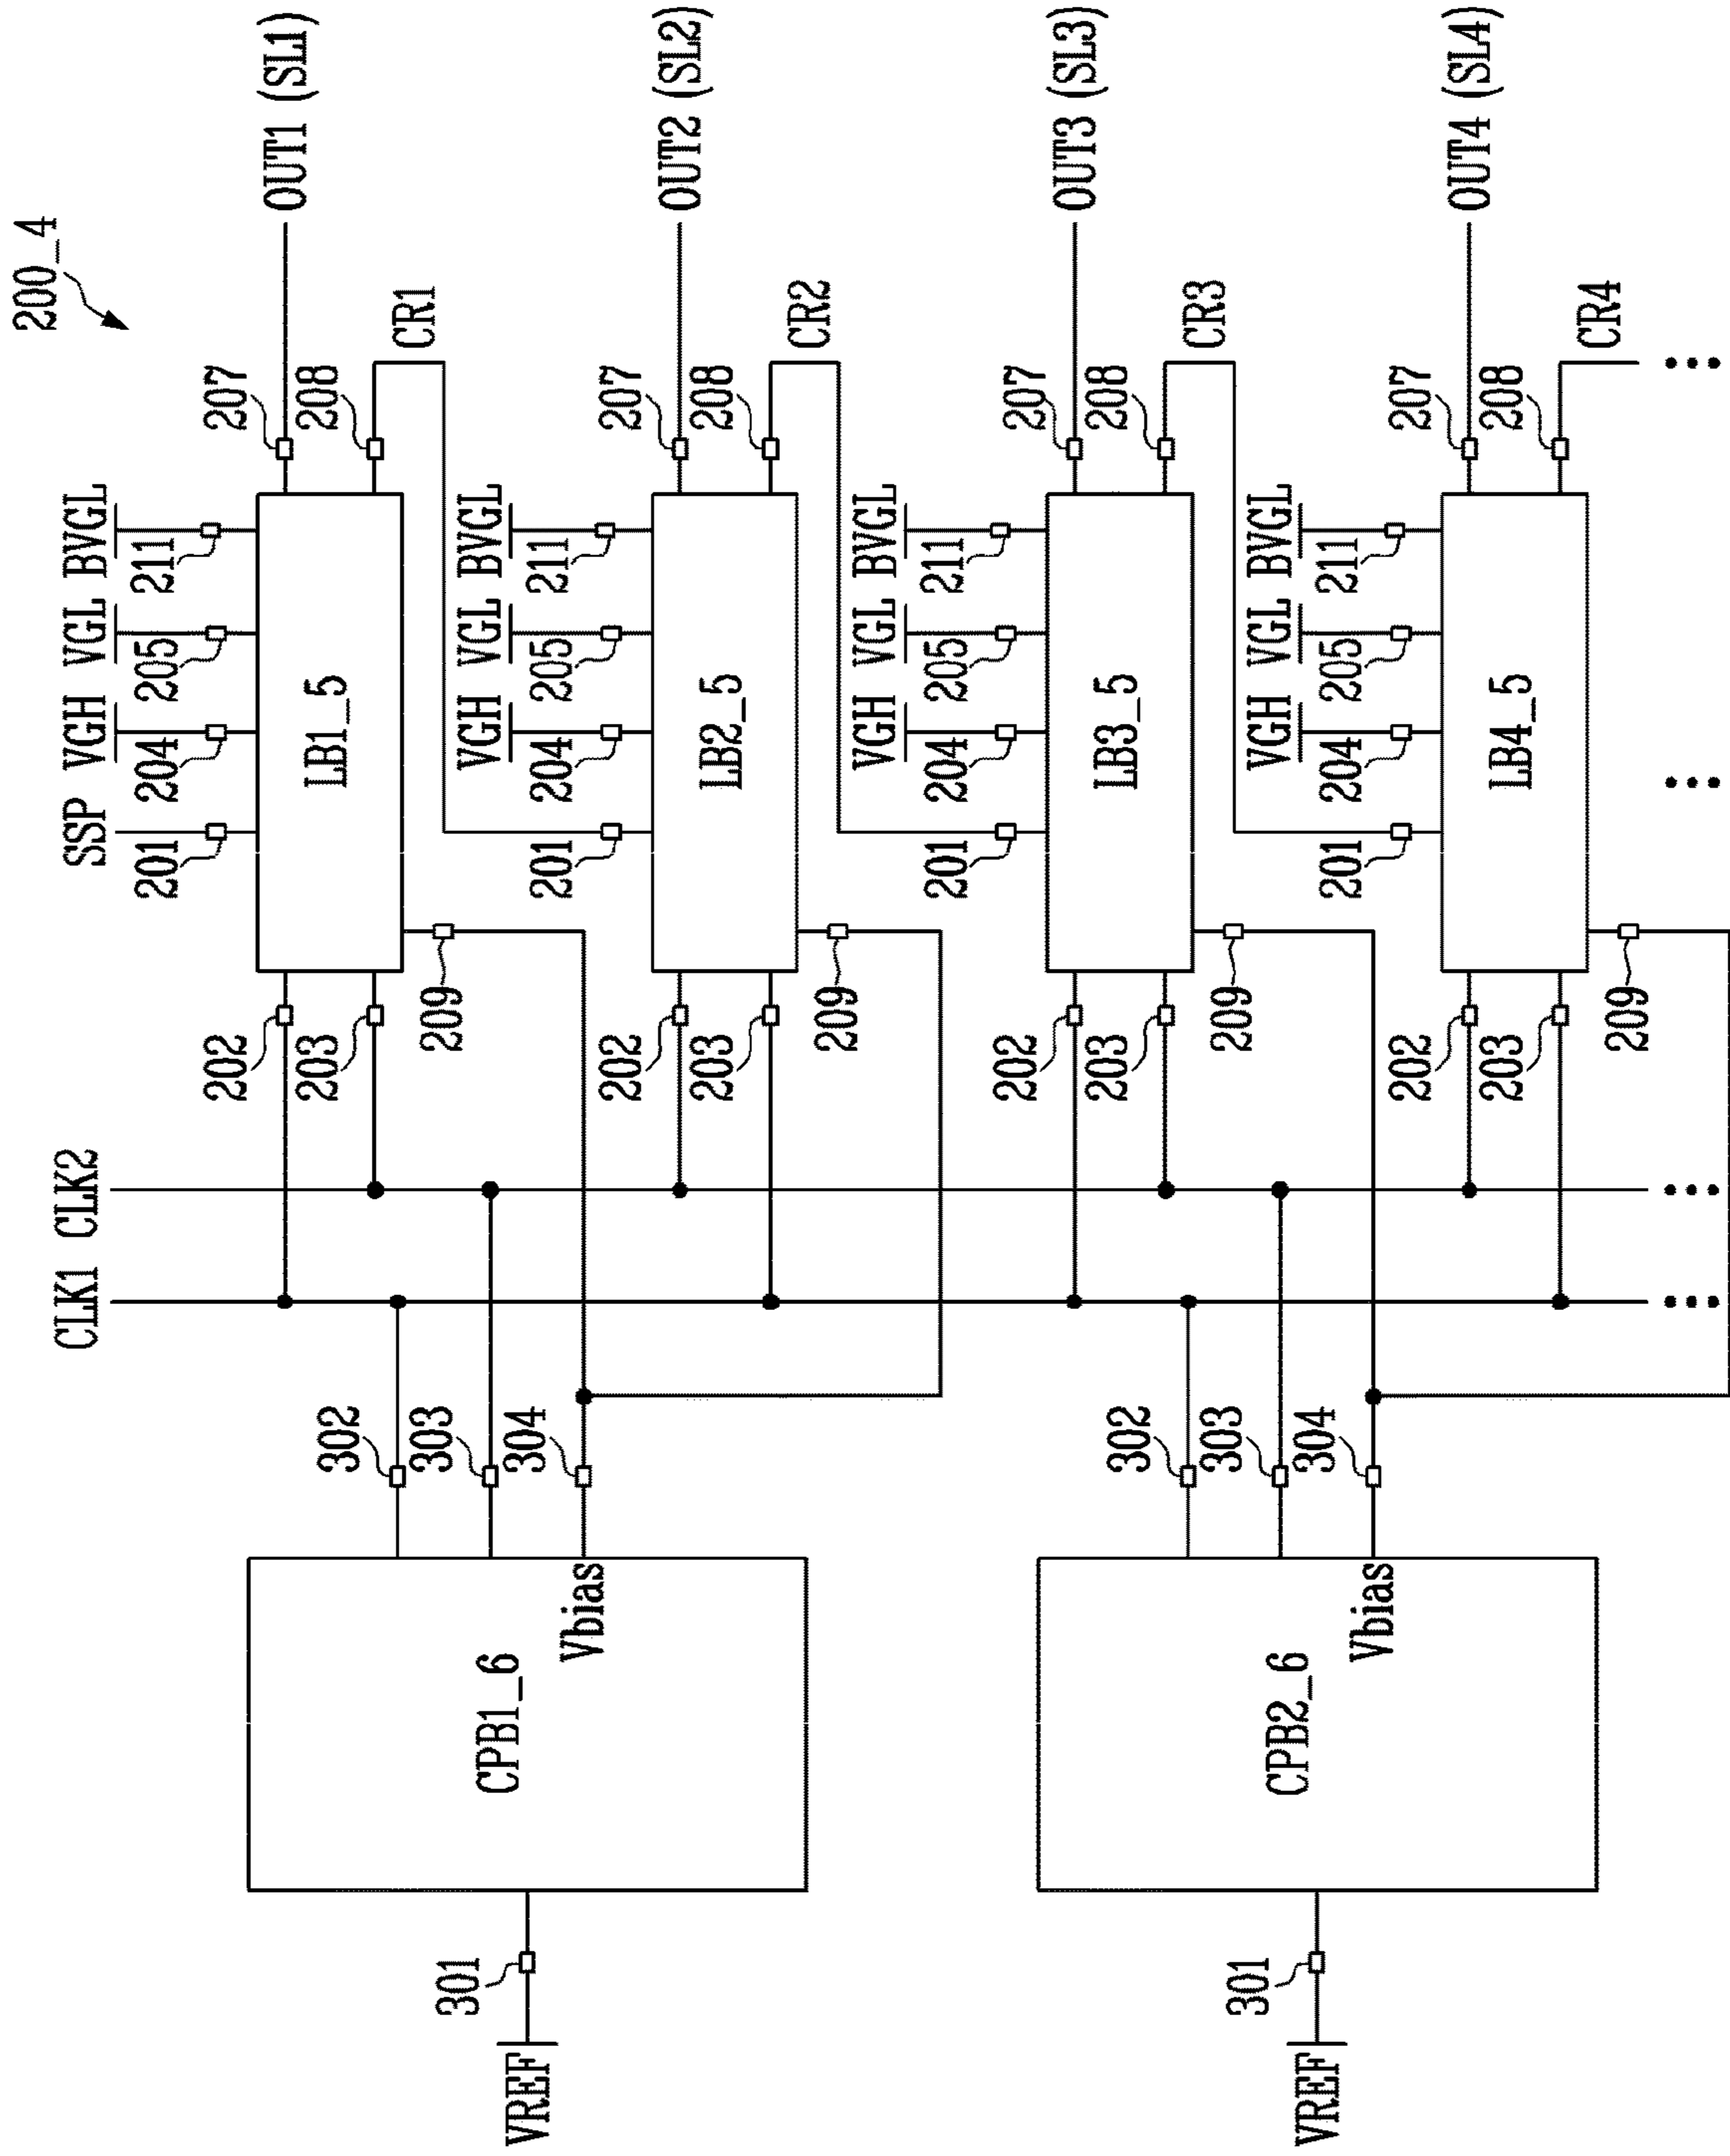 200_4
CLK1 CLK2
SSP VGH VGL BVGL
201 204 205 211
202
203
209
LB1_5
207
208
OUT1 (SL1)
CR1
302
303
304
Vbias
CPB1_6
301
VREF
VGH VGL BVGL
201 204 205 211
202
203
209
LB2_5
207
208
OUT2 (SL2)
CR2
VGH VGL BVGL
201 204 205 211
202
203
209
LB3_5
207
208
OUT3 (SL3)
CR3
302
303
304
Vbias
CPB2_6
301
VREF
VGH VGL BVGL
201 204 205 211
202
203
209
LB4_5
207
208
OUT4 (SL4)
CR4